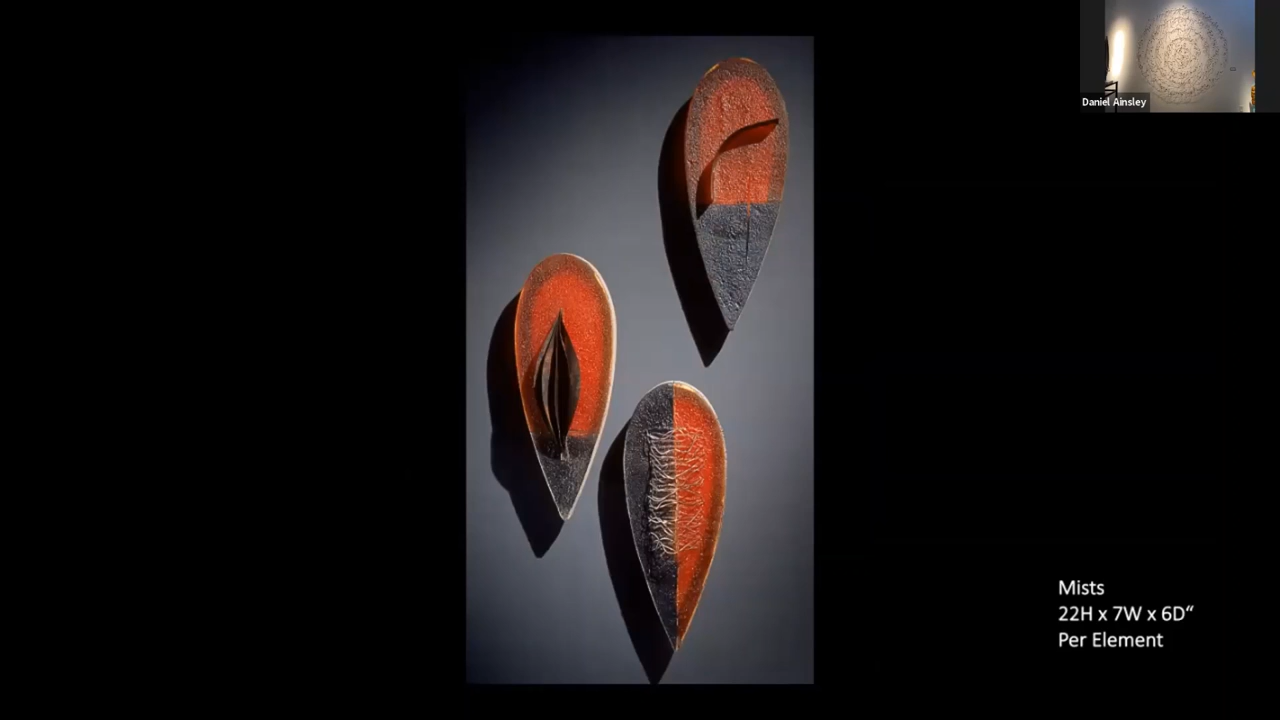 Daniel Ainsley
Mists
22H x 7W x 6D“
Per Element